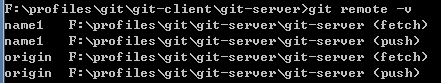 F:\profiles\git\git-client\git-server>git remote -v
name1   F:\profiles\git\git-server\git-server (fetch)
name1   F:\profiles\git\git-server\git-server (push)
origin  F:\profiles\git\git-server\git-server (fetch)
origin  F:\profiles\git\git-server\git-server (push)